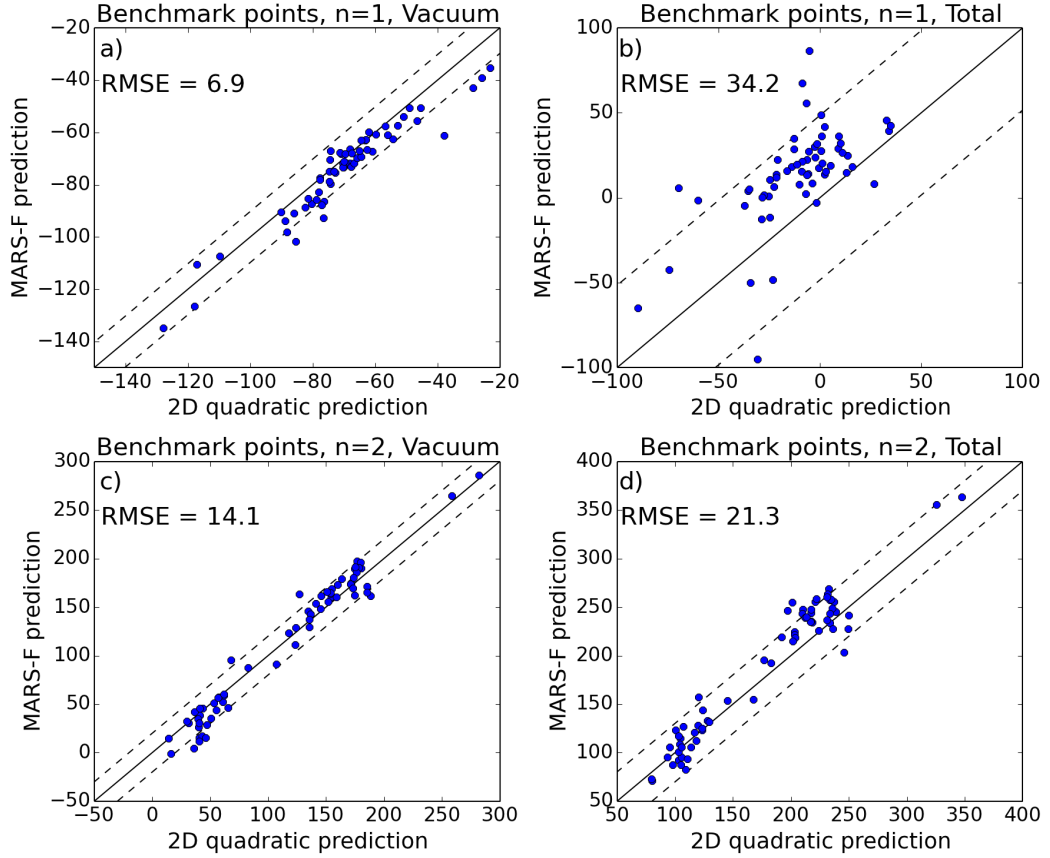 Benchmark points, n=1, Vacuum
a)
RMSE = 6.9
−20
−40
−60
−80
−100
−120
−140
MARS-F prediction
−140 −120 −100 −80 −60 −40 −20
2D quadratic prediction
Benchmark points, n=1, Total
b)
RMSE = 34.2
100
50
0
−50
−100
MARS-F prediction
−100 −50 0 50 100
2D quadratic prediction
Benchmark points, n=2, Vacuum
c)
RMSE = 14.1
300
250
200
150
100
50
0
−50
MARS-F prediction
−50 0 50 100 150 200 250 300
2D quadratic prediction
Benchmark points, n=2, Total
d)
RMSE = 21.3
400
350
300
250
200
150
100
50
MARS-F prediction
50 100 150 200 250 300 350 400
2D quadratic prediction